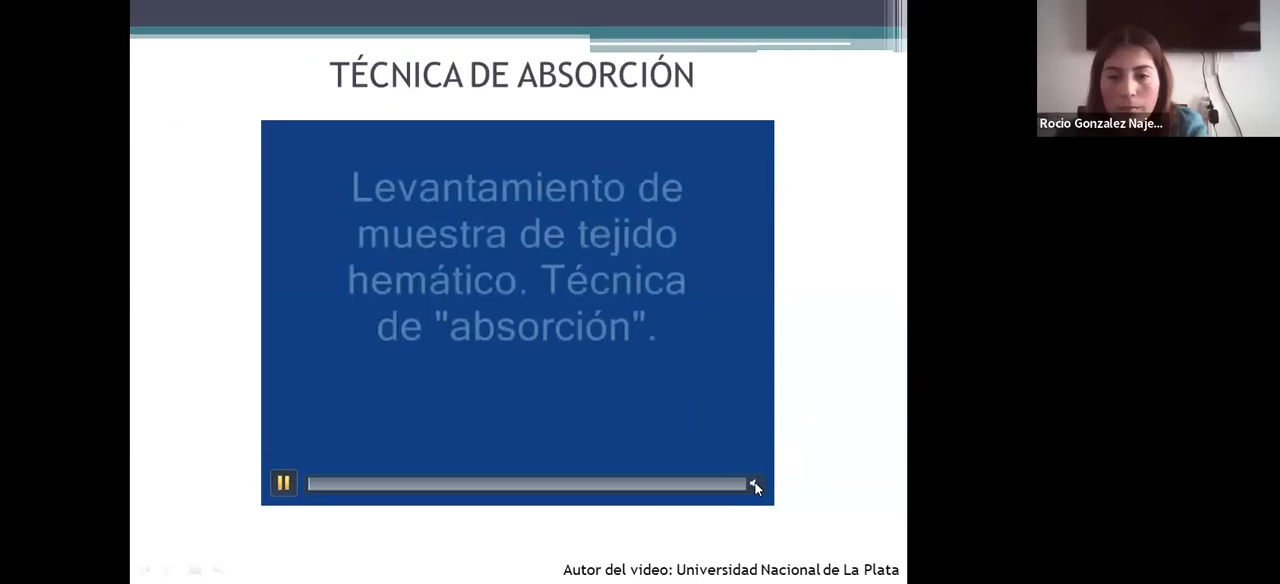 TÉCNICA DE ABSORCIÓN
Levantamiento de
muestra de tejido
hemático. Técnica
de "absorción".
Rocio Gonzalez Naje...
Autor del video: Universidad Nacional de La Plata